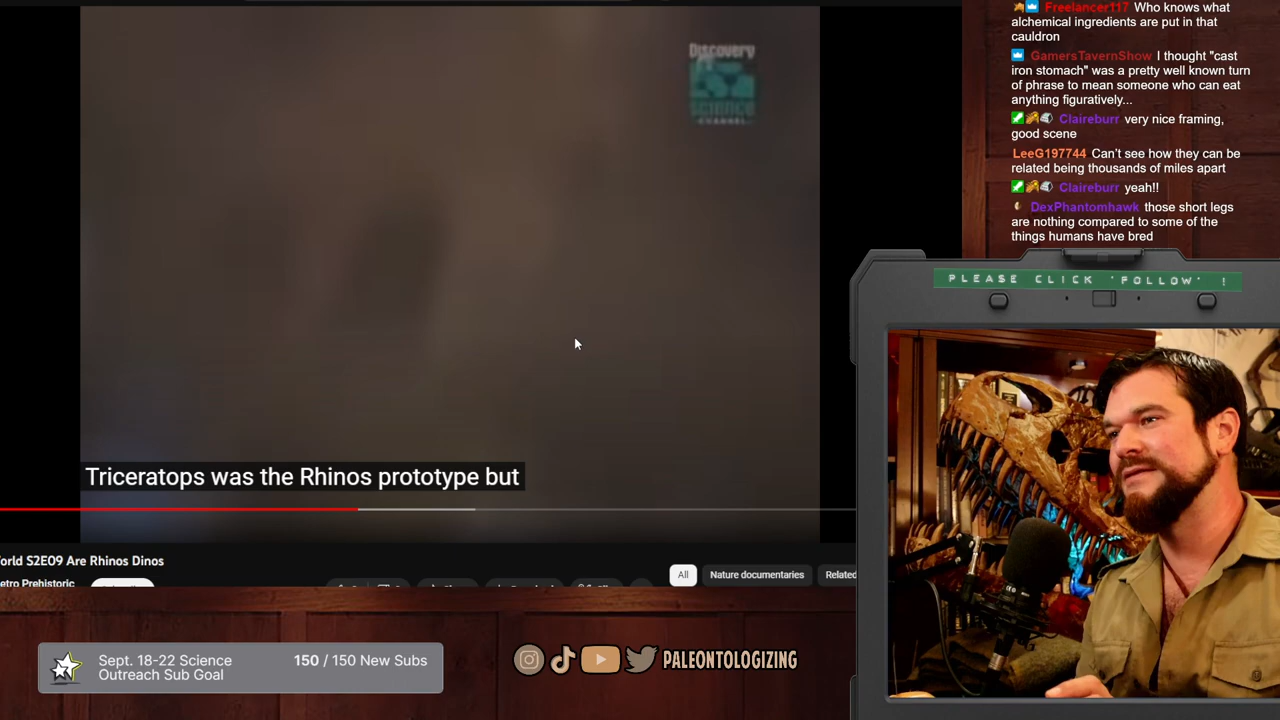 Discovery
SCIENCE
CHANNEL
Triceratops was the Rhinos prototype but
orld S2E09 Are Rhinos Dinos
etro Prehistoric
All
Nature documentaries
Related
Freelancer117 Who knows what
alchemical ingredients are put in that
cauldron
GamersTavernShow I thought "cast
iron stomach" was a pretty well known turn
of phrase to mean someone who can eat
anything figuratively...
Claireburr very nice framing,
good scene
LeeG197744 Can't see how they can be
related being thousands of miles apart
Claireburr yeah!!
DexPhantomhawk those short legs
are nothing compared to some of the
things humans have bred
PLEASE CLICK 'FOLLOW' !
Sept. 18-22 Science
Outreach Sub Goal
150 / 150 New Subs
PALEONTOLOGIZING